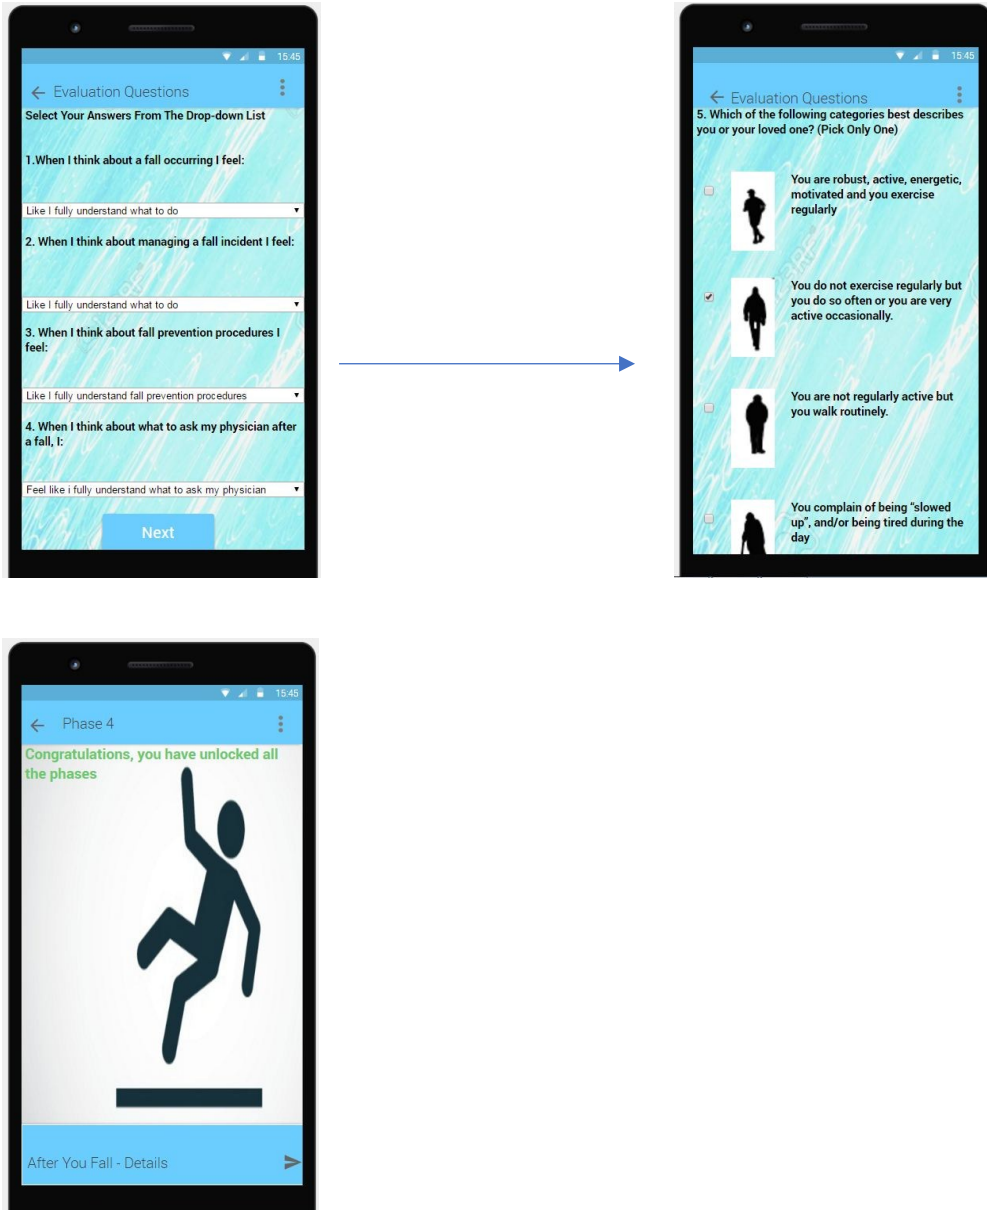 15:45
Evaluation Questions
Select Your Answers From The Drop-down List
1.When I think about a fall occurring I feel:
Like I fully understand what to do
2. When I think about managing a fall incident I feel:
Like I fully understand what to do
3. When I think about fall prevention procedures I
feel:
Like I fully understand fall prevention procedures
4. When I think about what to ask my physician after
a fall, I:
Feel like i fully understand what to ask my physician
Next
15:45
Evaluation Questions
5. Which of the following categories best describes
you or your loved one? (Pick Only One)
You are robust, active, energetic,
motivated and you exercise
regularly
You do not exercise regularly but
you do so often or you are very
active occasionally.
You are not regularly active but
you walk routinely.
You complain of being “slowed
up”, and/or being tired during the
day
15:45
Phase 4
Congratulations, you have unlocked all
the phases
After You Fall - Details